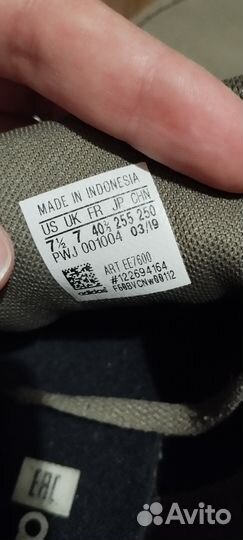 MADE IN INDONESIA
US UK FR JP CHN
7½ 7 40⅔ 255 250
PWJ 001004 03/19
ART EE7600
#122694164
adidas
EAC
Avito